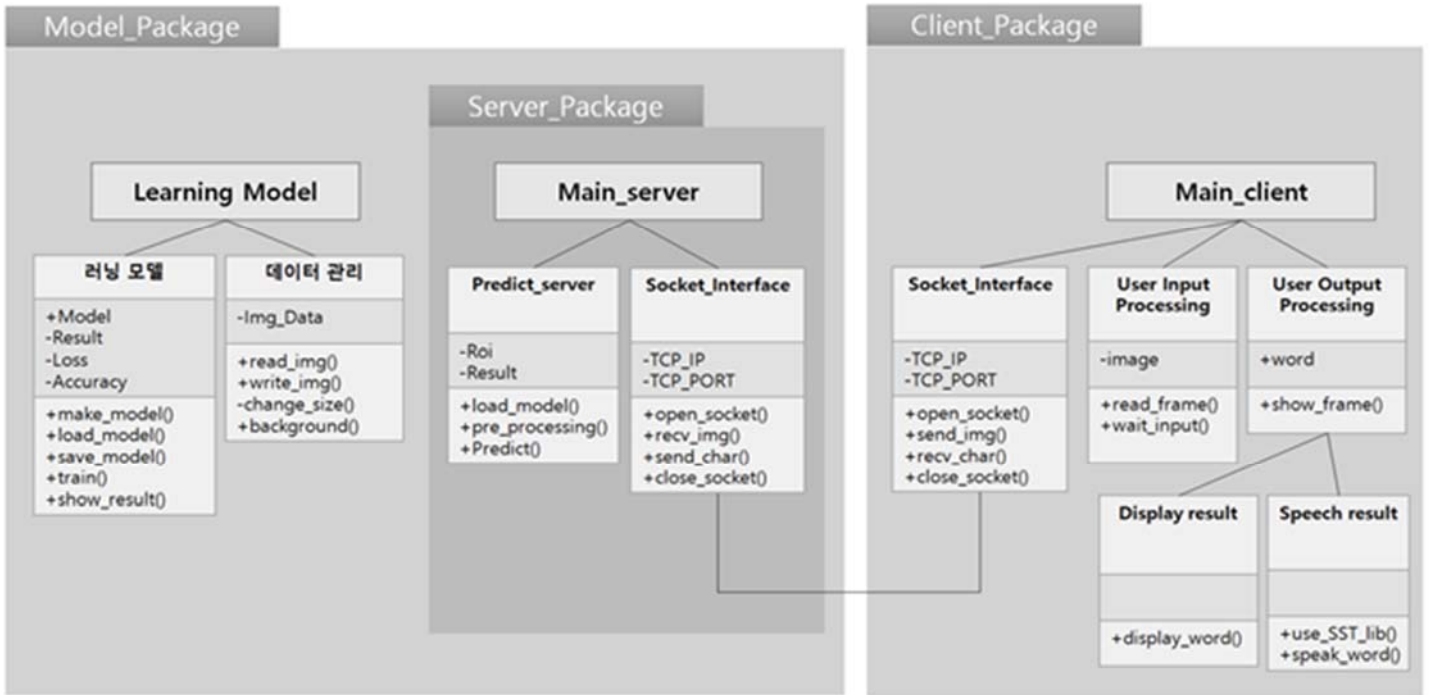 Model_Package
Server_Package
Learning Model
러닝 모델
+Model
-Result
-Loss
-Accuracy
+make_model()
+load_model()
+save_model()
+train()
+show_result()
데이터 관리
-Img_Data
+read_img()
+write_img()
-change_size()
+background()
Main_server
Predict_server
-Roi
-Result
+load_model()
+pre_processing()
+Predict()
Socket_Interface
-TCP_IP
-TCP_PORT
+open_socket()
+recv_img()
+send_char()
+close_socket()
Client_Package
Main_client
Socket_Interface
-TCP_IP
-TCP_PORT
+open_socket()
+send_img()
+recv_char()
+close_socket()
User Input
Processing
-image
+read_frame()
+wait_input()
User Output
Processing
+word
+show_frame()
Display result
+display_word()
Speech result
+use_SST_lib()
+speak_word()